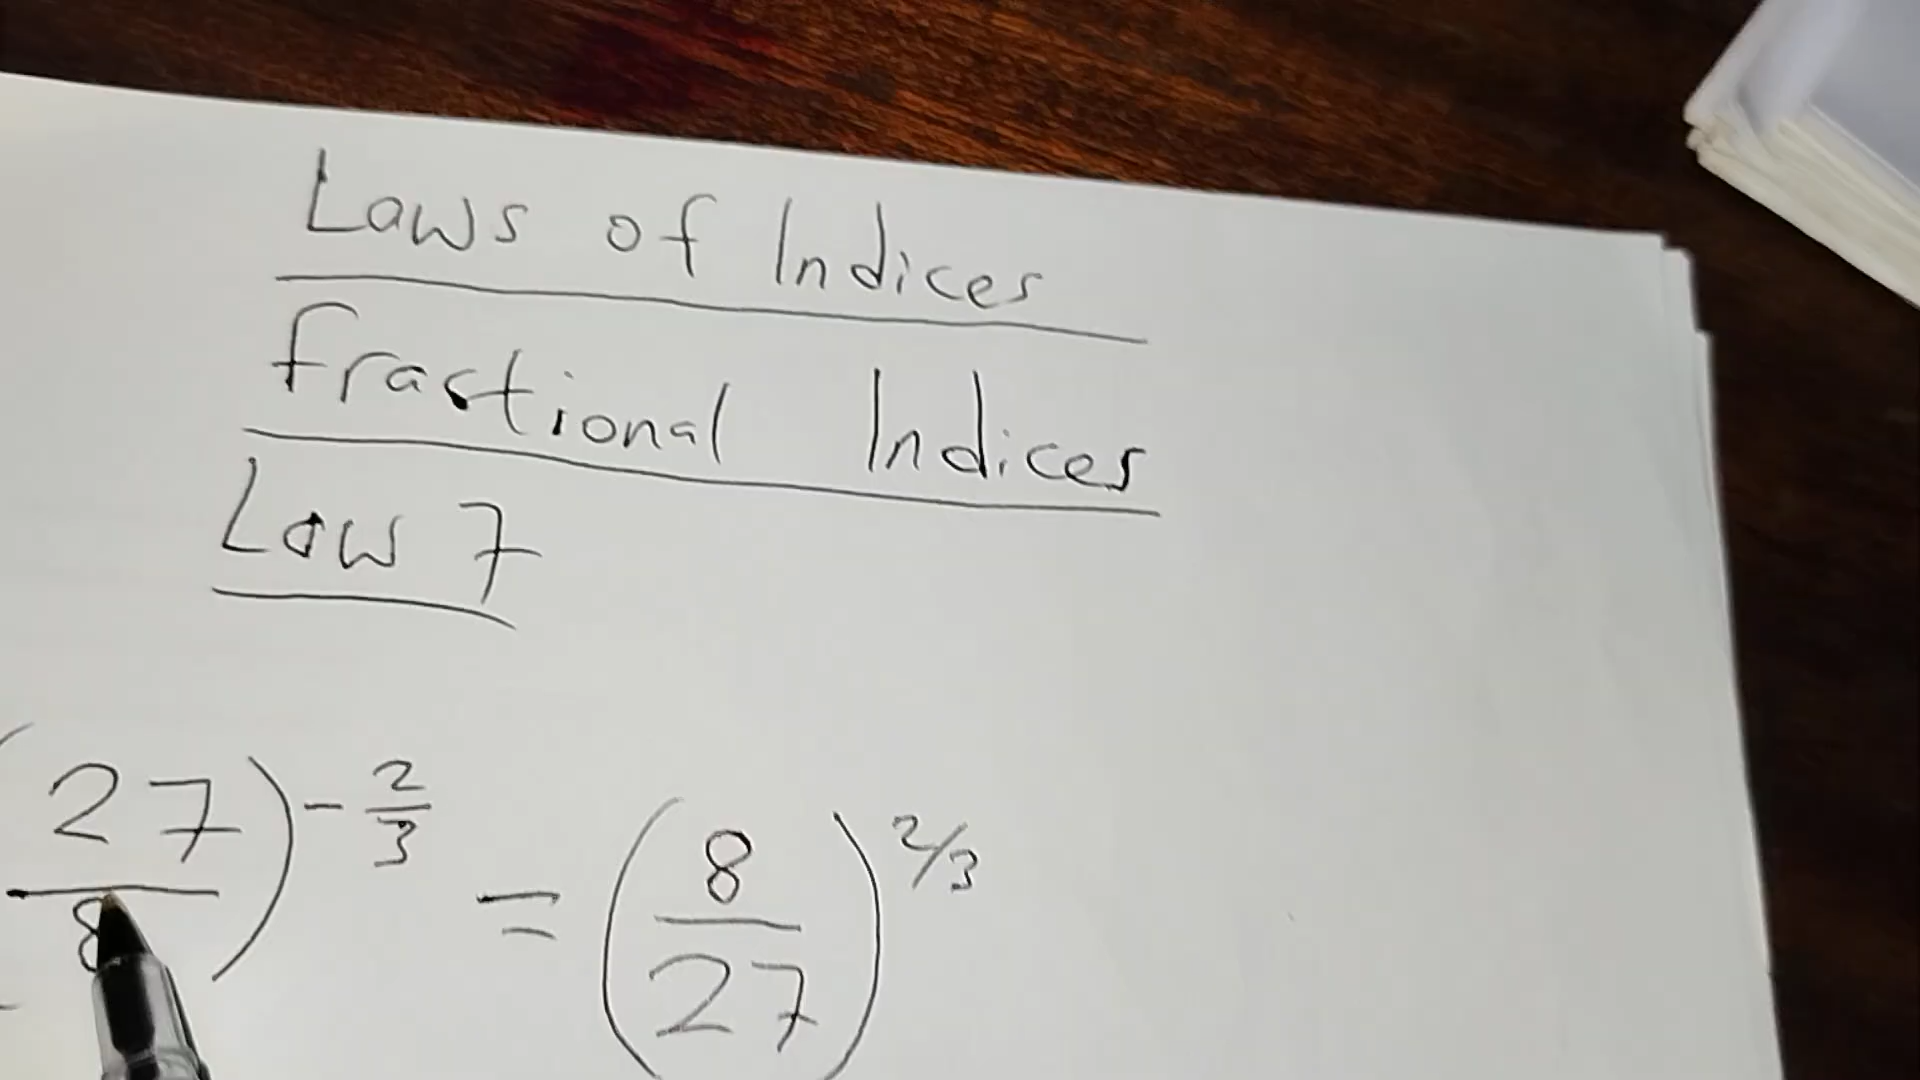 Laws of Indices
fractional Indices
Law 7
(27/8)^-2/3 = (8/27)^2/3